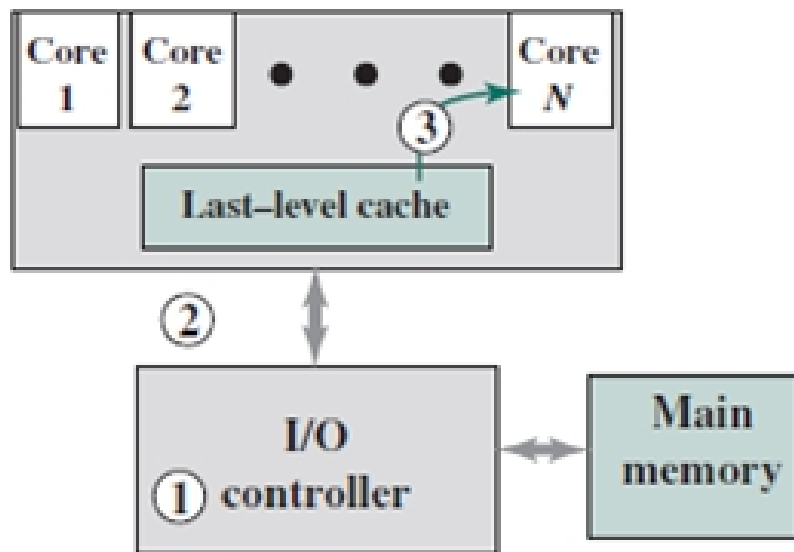 Core
1
Core
2
Core
N
3
Last–level cache
2
I/O
1 controller
Main
memory